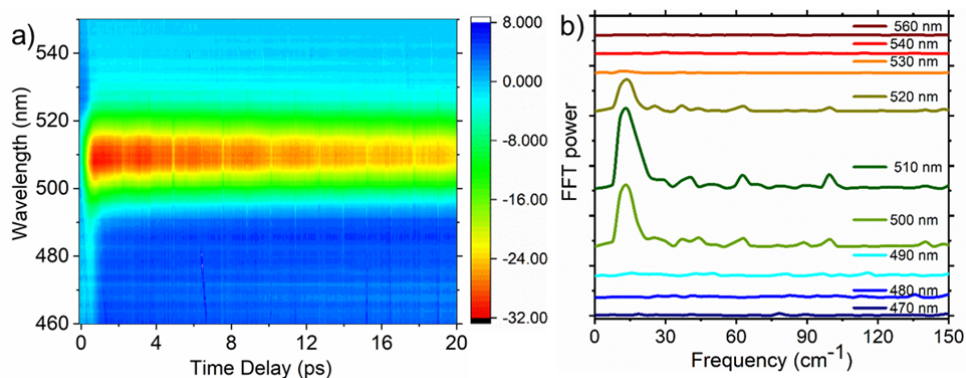 a)
Wavelength (nm)
540
520
500
480
460
0
4
8
12
16
20
Time Delay (ps)
8.000
0.000
-8.000
-16.00
-24.00
-32.00
b)
FFT power
560 nm
540 nm
530 nm
520 nm
510 nm
500 nm
490 nm
480 nm
470 nm
0
30
60
90
120
150
Frequency (cm⁻¹)